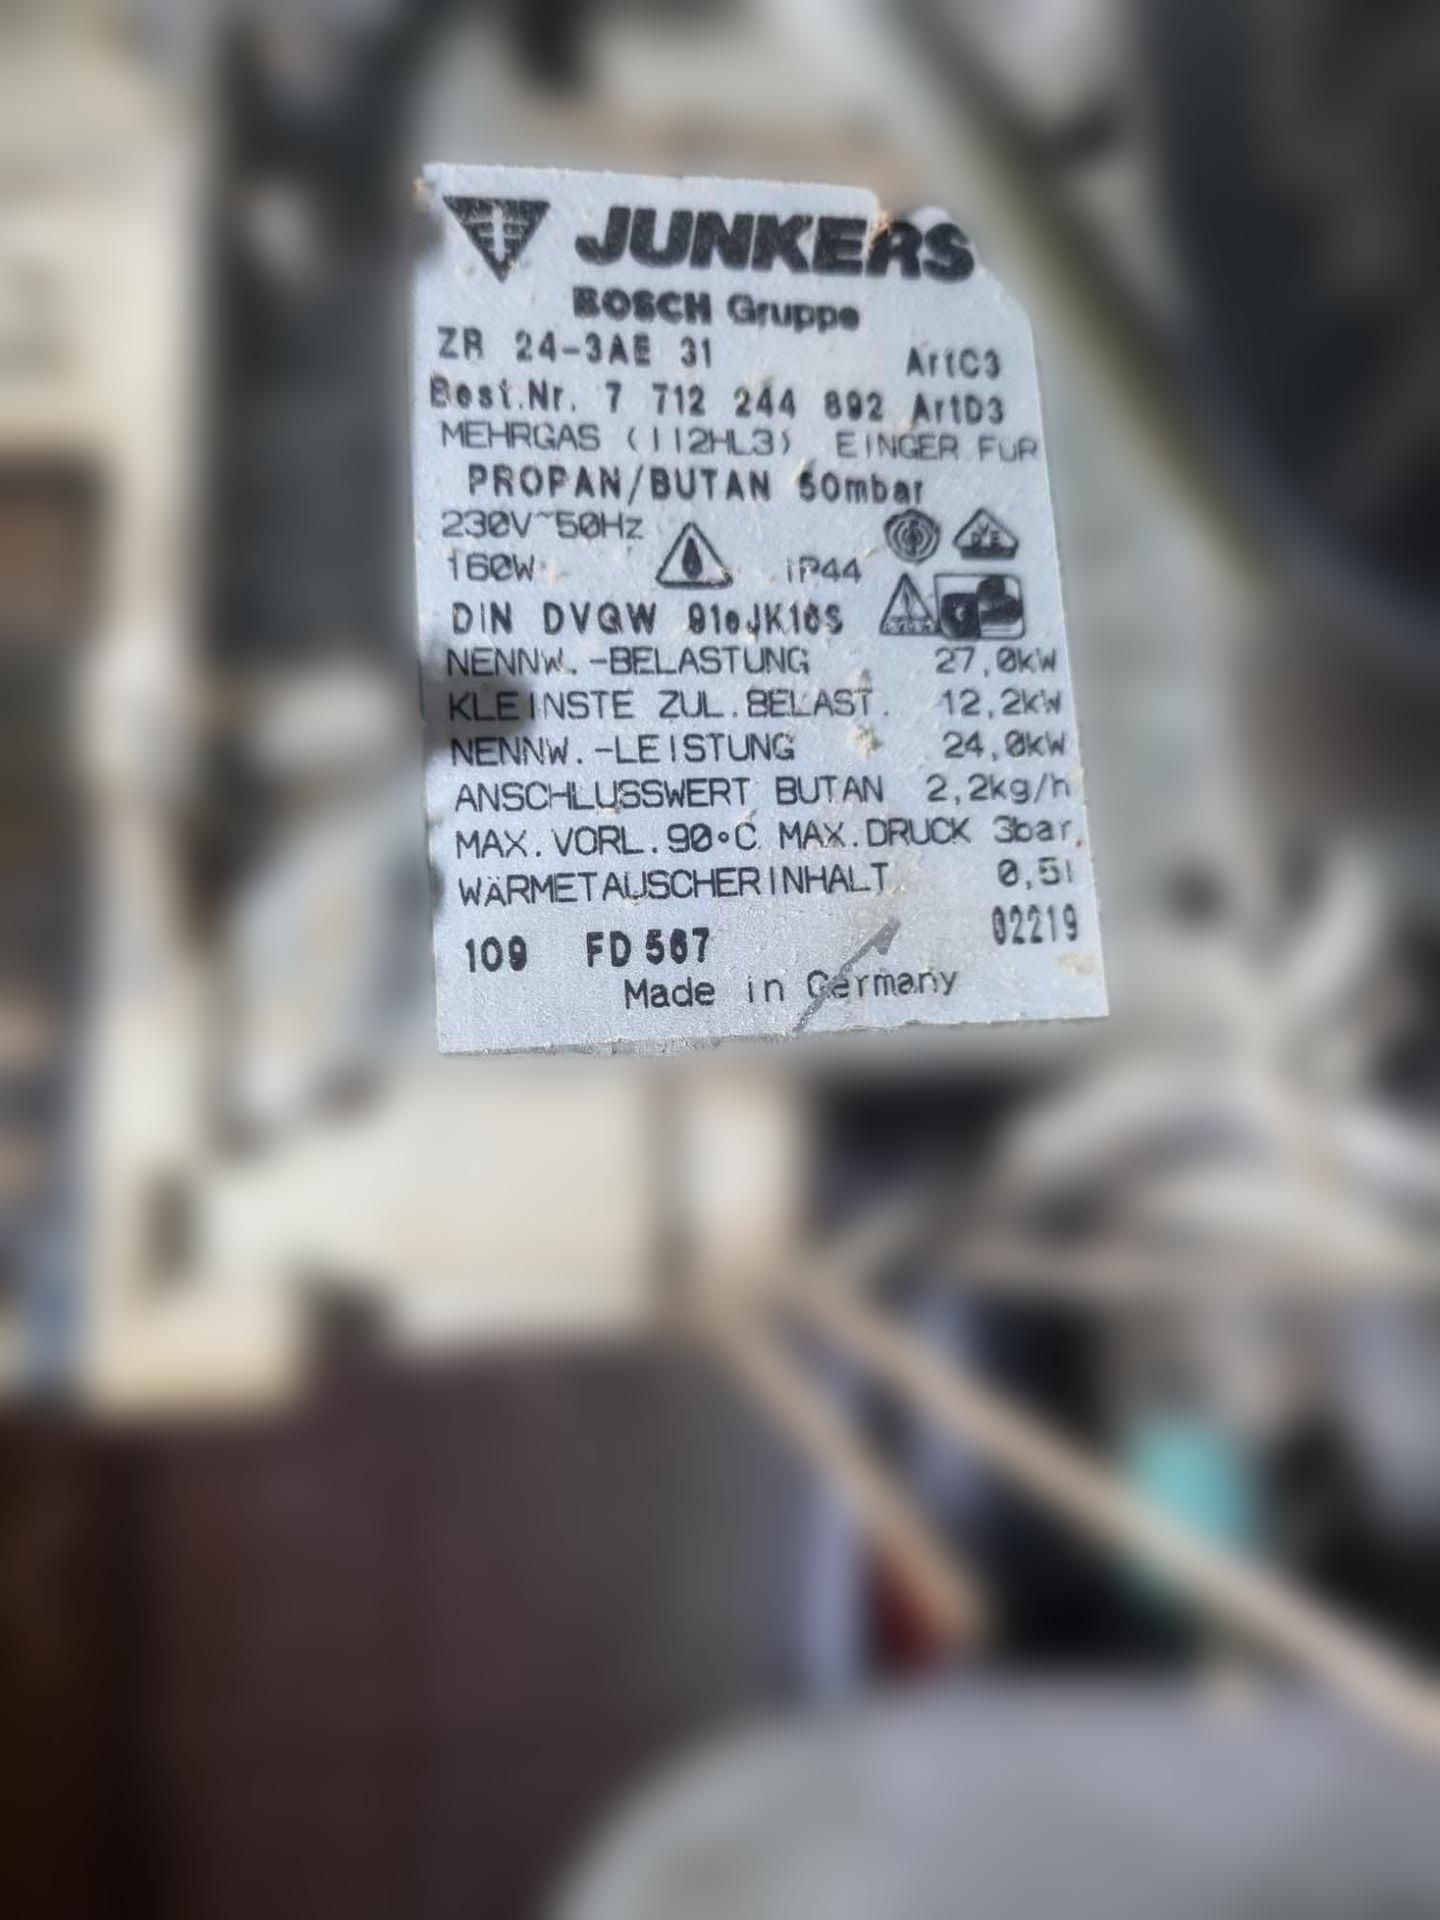 JUNKERS
BOSCH Gruppe
ZR 24-3AE 31 ArtC3
Best.Nr. 7 712 244 892 ArtD3
MEHRGAS (II2HL3) EINGER FUR
PROPAN/BUTAN 50mbar
230V~50Hz
160W IP44
DIN DVGW 91eJK16S
NENNW.-BELASTUNG 27,0kW
KLEINSTE ZUL.BELAST. 12,2kW
NENNW.-LEISTUNG 24,0kW
ANSCHLUSSWERT BUTAN 2,2kg/h
MAX.VORL.90°C MAX.DRUCK 3bar
WÄRMETAUSCHERINHALT 0,5l
109 FD 567 02219
Made in Germany